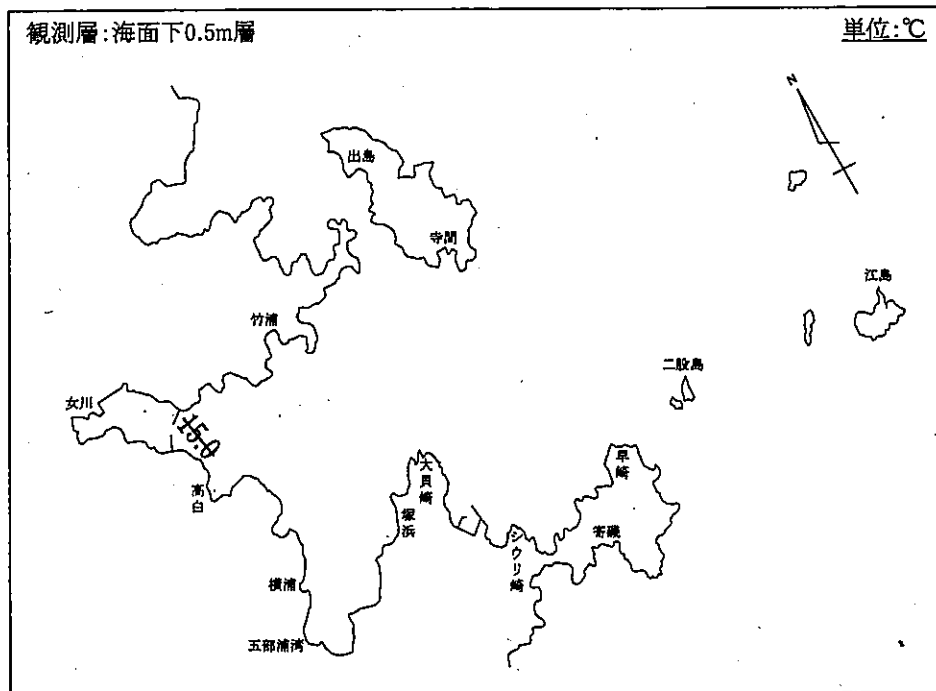 観測層:海面下0.5m層
単位:℃
N
出島
寺間
江島
竹浦
二股島
女川
15.0
高白
大貝崎
早崎
塚浜
シウリ崎
寄磯
横浦
五部浦湾